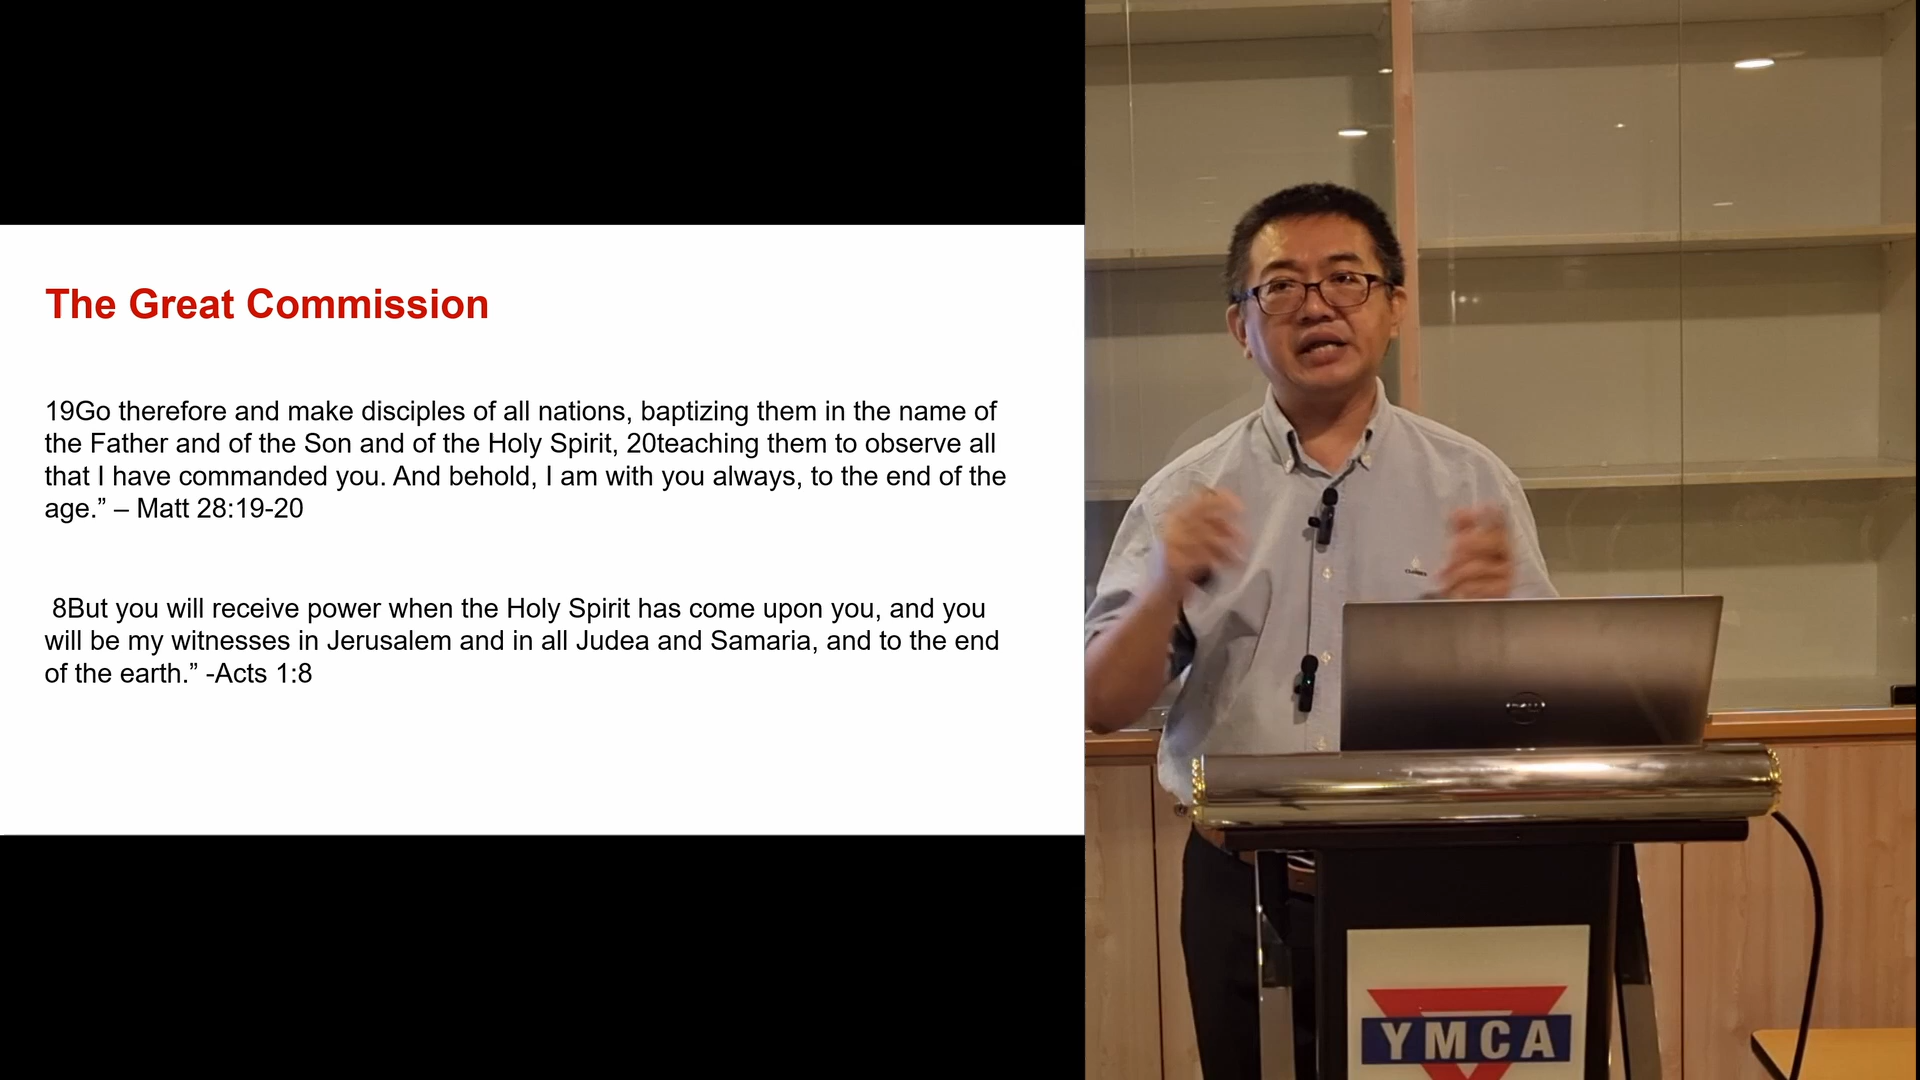 The Great Commission
19Go therefore and make disciples of all nations, baptizing them in the name of
the Father and of the Son and of the Holy Spirit, 20teaching them to observe all
that I have commanded you. And behold, I am with you always, to the end of the
age.” – Matt 28:19-20
8But you will receive power when the Holy Spirit has come upon you, and you
will be my witnesses in Jerusalem and in all Judea and Samaria, and to the end
of the earth.” -Acts 1:8
DELL
YMCA